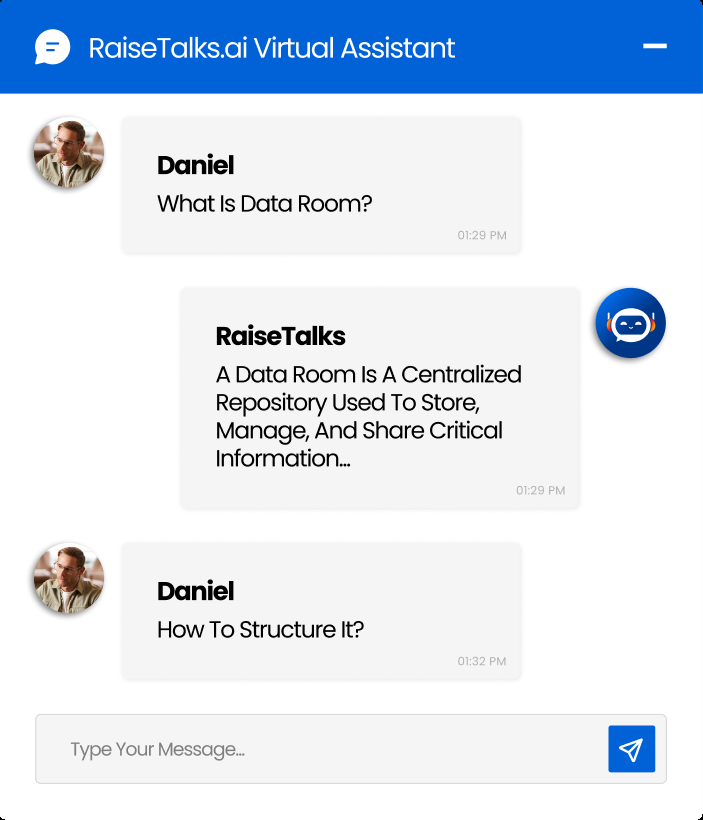 RaiseTalks.ai Virtual Assistant
Daniel
What Is Data Room?
01:29 PM
RaiseTalks
A Data Room Is A Centralized
Repository Used To Store,
Manage, And Share Critical
Information...
01:29 PM
Daniel
How To Structure It?
01:32 PM
Type Your Message...